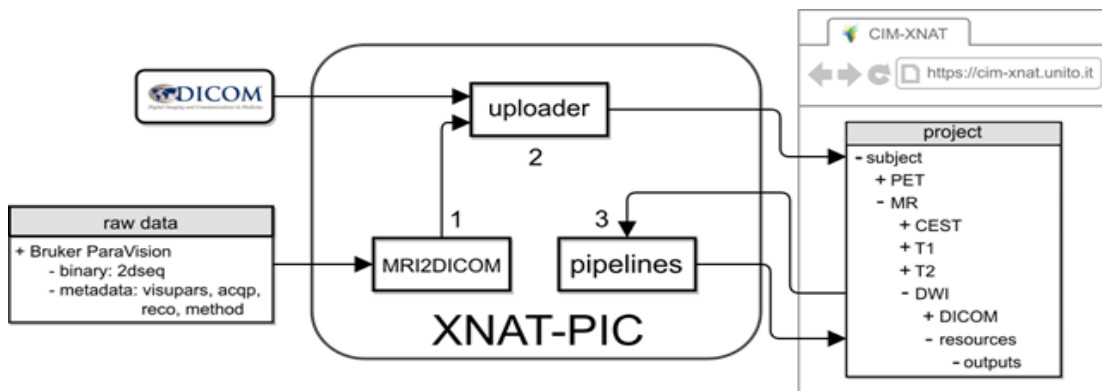 DICOM
Digital Imaging and Communications in Medicine
raw data
+ Bruker ParaVision
- binary: 2dseq
- metadata: visupars, acqp,
reco, method
uploader
2
1
3
MRI2DICOM
pipelines
XNAT-PIC
CIM-XNAT
https://cim-xnat.unito.it
project
- subject
+ PET
- MR
+ CEST
+ T1
+ T2
- DWI
+ DICOM
- resources
- outputs